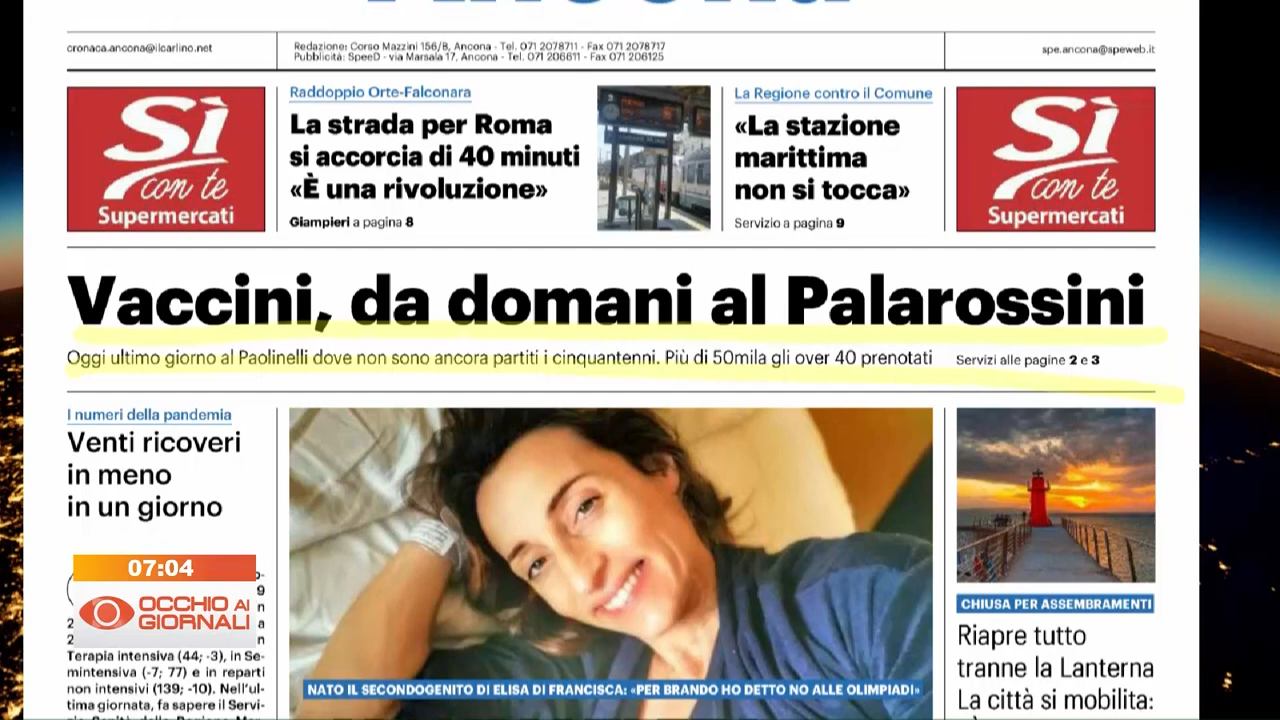 cronaca.ancona@ilcarlino.net
Redazione: Corso Mazzini 156/B, Ancona - Tel. 071 2078711 - Fax 071 2078717
Pubblicità: SpeeD - via Marsala 17, Ancona - Tel. 071 206611 - Fax 071 206125
spe.ancona@speweb.it
Sì
con te
Supermercati
Raddoppio Orte-Falconara
La strada per Roma
si accorcia di 40 minuti
«È una rivoluzione»
Giampieri a pagina 8
La Regione contro il Comune
«La stazione
marittima
non si tocca»
Servizio a pagina 9
Sì
con te
Supermercati
Vaccini, da domani al Palarossini
Oggi ultimo giorno al Paolinelli dove non sono ancora partiti i cinquantenni. Più di 50mila gli over 40 prenotati
Servizi alle pagine 2 e 3
I numeri della pandemia
Venti ricoveri
in meno
in un giorno
07:04
OCCHIO AI
GIORNALI
Terapia intensiva (44; -3), in Se-
mintensiva (-7; 77) e in reparti
non intensivi (139; -10). Nell'ul-
tima giornata, fa sapere il Servi-
NATO IL SECONDOGENITO DI ELISA DI FRANCISCA: «PER BRANDO HO DETTO NO ALLE OLIMPIADI»
CHIUSA PER ASSEMBRAMENTI
Riapre tutto
tranne la Lanterna
La città si mobilita: